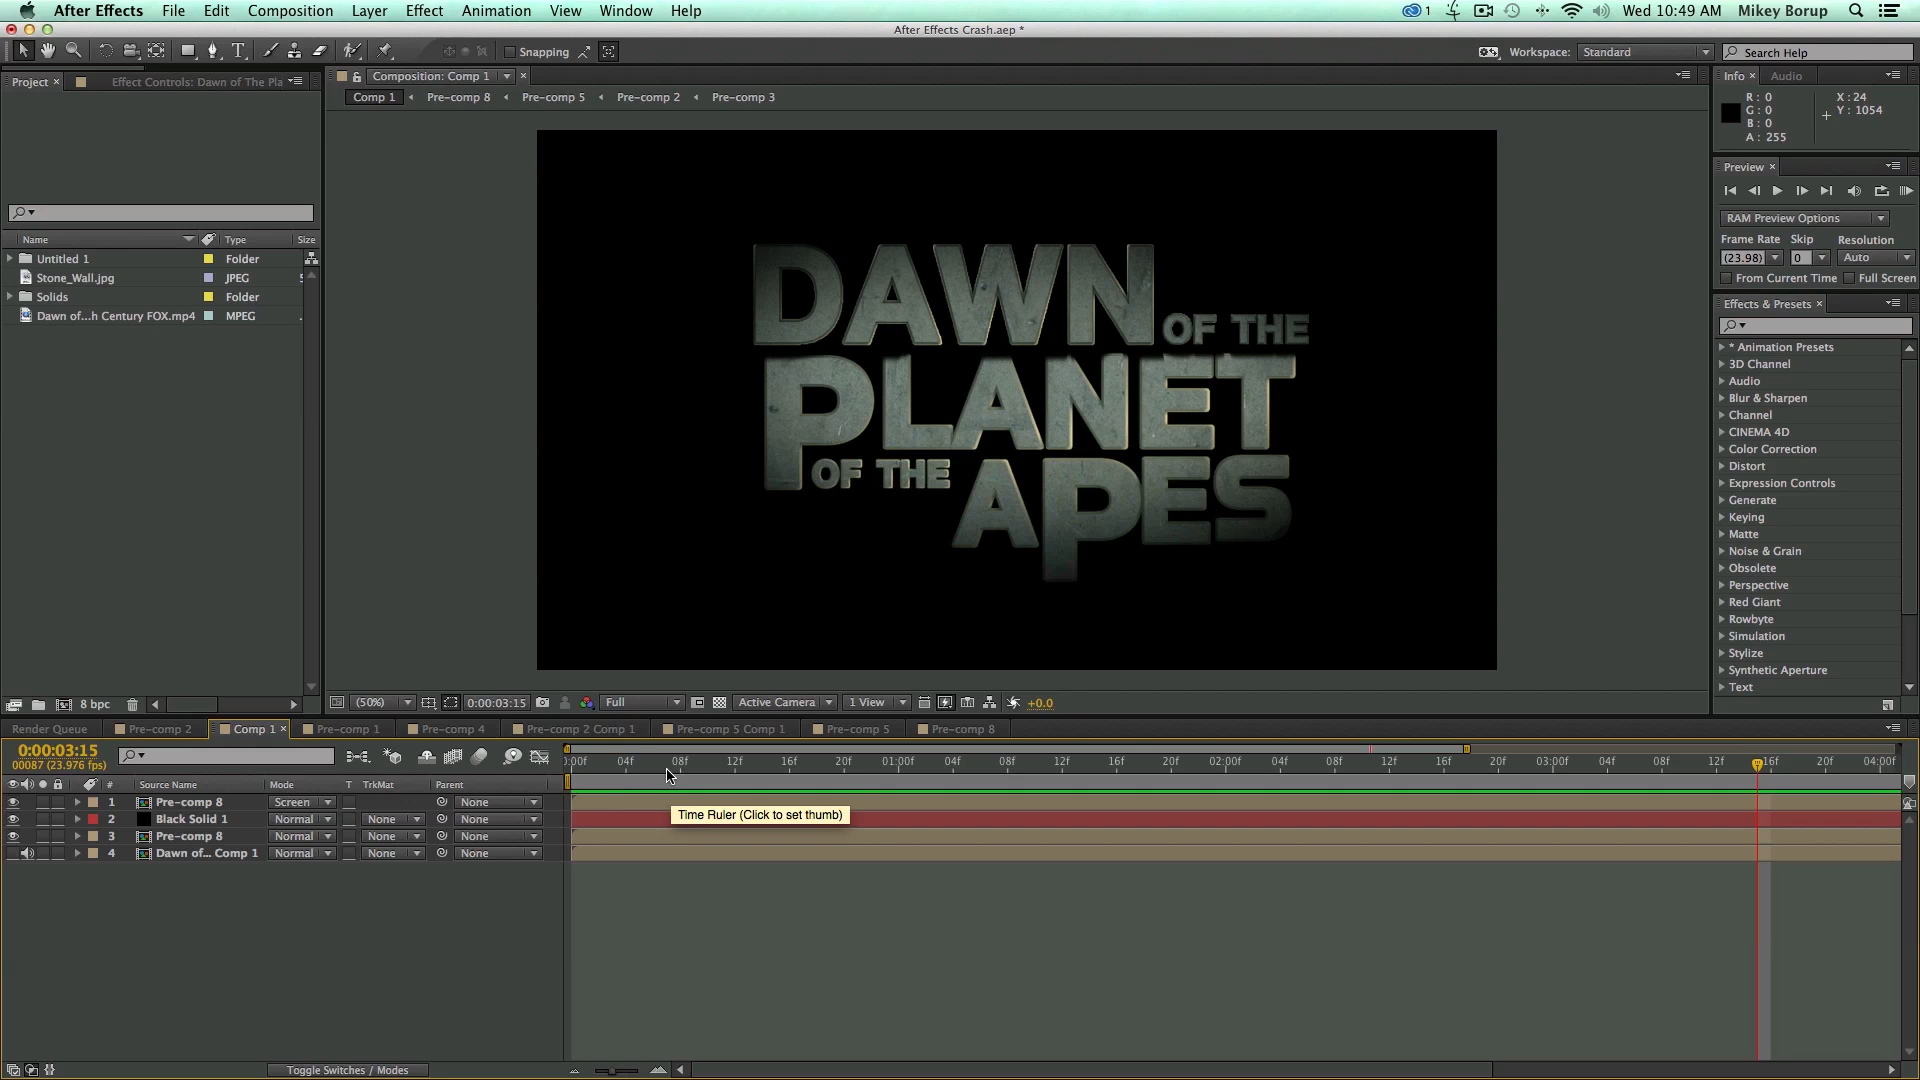 After Effects File Edit Composition Layer Effect Animation View Window Help 1 Wed 10:49 AM Mikey Borup
After Effects Crash.aep *
Snapping Workspace: Standard Search Help
Project × Effect Controls: Dawn of The Pla
Composition: Comp 1 ×
Info × Audio
Comp 1 Pre-comp 8 Pre-comp 5 Pre-comp 2 Pre-comp 3
R: 0 X: 24
G: 0 Y: 1054
B: 0
A: 255
Preview ×
RAM Preview Options
Frame Rate Skip Resolution
(23.98) 0 Auto
From Current Time Full Screen
Effects & Presets ×
* Animation Presets
3D Channel
Audio
Blur & Sharpen
Channel
CINEMA 4D
Color Correction
Distort
Expression Controls
Generate
Keying
Matte
Noise & Grain
Obsolete
Perspective
Red Giant
Rowbyte
Simulation
Stylize
Synthetic Aperture
Text
Name Type Size
Untitled 1 Folder
Stone_Wall.jpg JPEG
Solids Folder
Dawn of...h Century FOX.mp4 MPEG
8 bpc
DAWN OF THE
PLANET
OF THE APES
(50%) 0:00:03:15 Full Active Camera 1 View +0.0
Render Queue Pre-comp 2 Comp 1 × Pre-comp 1 Pre-comp 4 Pre-comp 2 Comp 1 Pre-comp 5 Comp 1 Pre-comp 5 Pre-comp 8
0:00:03:15
00087 (23.976 fps)
:00f 04f 08f 12f 16f 20f 01:00f 04f 08f 12f 16f 20f 02:00f 04f 08f 12f 16f 20f 03:00f 04f 08f 12f 16f 20f 04:00f
# Source Name Mode T TrkMat Parent
1 Pre-comp 8 Screen None
2 Black Solid 1 Normal None None
3 Pre-comp 8 Normal None None
4 Dawn of... Comp 1 Normal None None
Time Ruler (Click to set thumb)
Toggle Switches / Modes